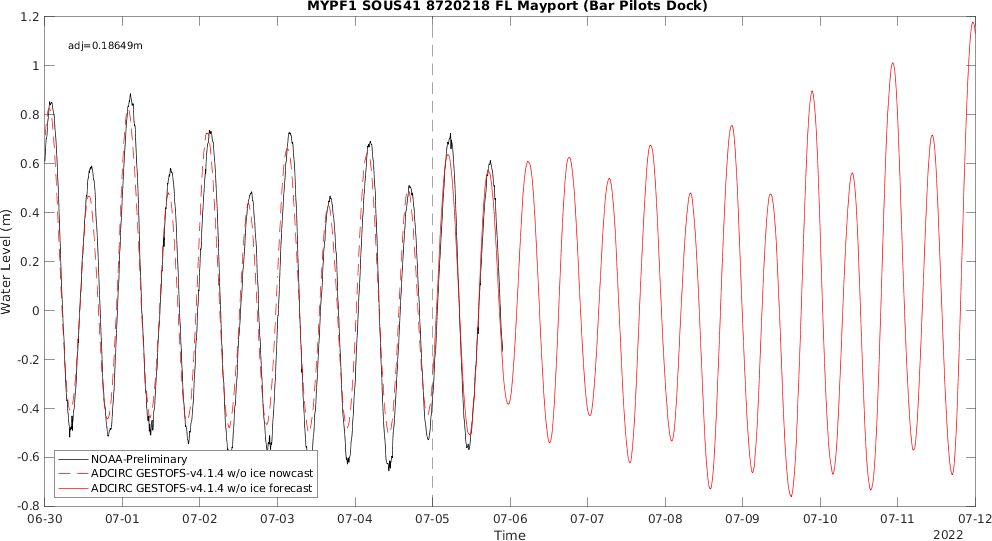 MYPF1 SOUS41 8720218 FL Mayport (Bar Pilots Dock)
adj=0.18649m
Water Level (m)
1.2
1
0.8
0.6
0.4
0.2
0
-0.2
-0.4
-0.6
-0.8
NOAA-Preliminary
ADCIRC GESTOFS-v4.1.4 w/o ice nowcast
ADCIRC GESTOFS-v4.1.4 w/o ice forecast
06-30 07-01 07-02 07-03 07-04 07-05 07-06 07-07 07-08 07-09 07-10 07-11 07-12
Time
2022